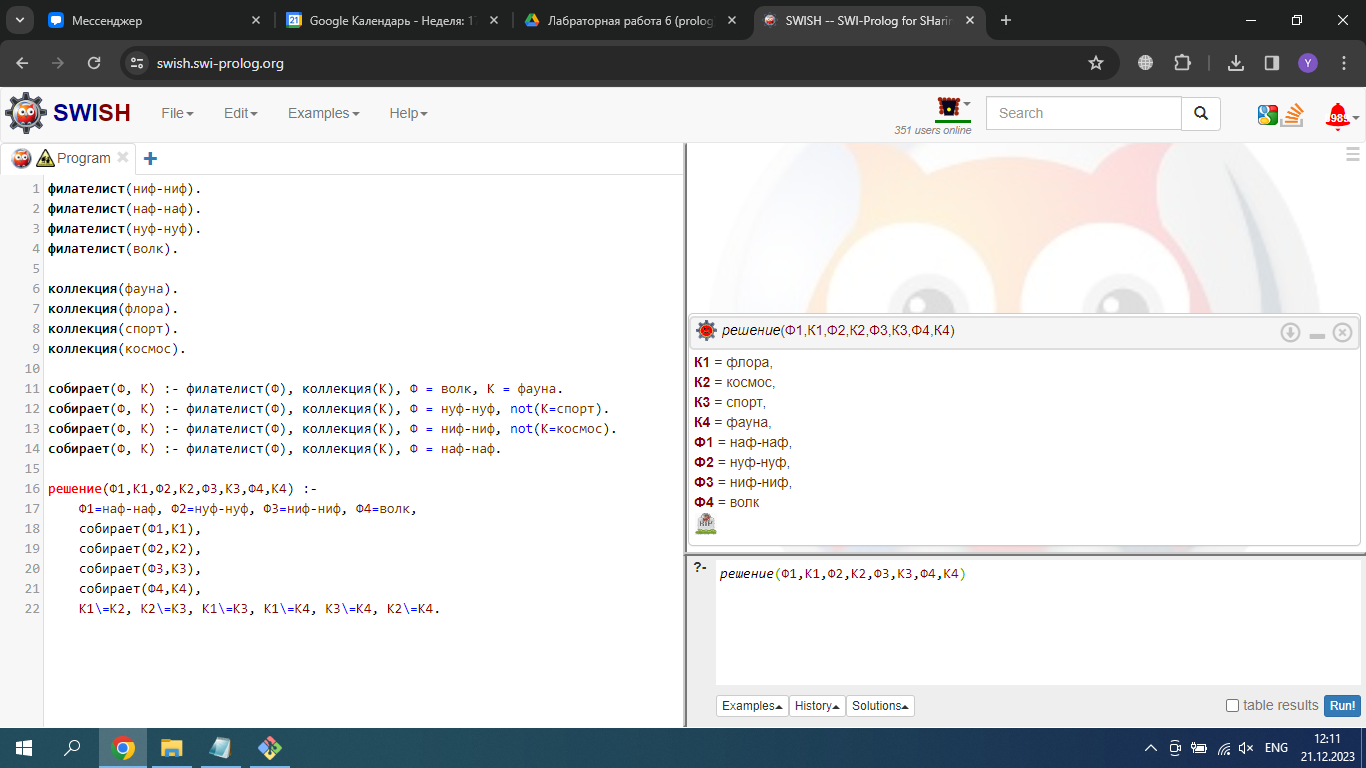 Мессенджер
Google Календарь - Неделя: 17
Лабраторная работа 6 (prolog
SWISH -- SWI-Prolog for SHarin
swish.swi-prolog.org
Y
SWISH
File
Edit
Examples
Help
351 users online
Search
Program
1 филателист(ниф-ниф).
2 филателист(наф-наф).
3 филателист(нуф-нуф).
4 филателист(волк).
5
6 коллекция(фауна).
7 коллекция(флора).
8 коллекция(спорт).
9 коллекция(космос).
10
11 собирает(Ф, К) :- филателист(Ф), коллекция(К), Ф = волк, К = фауна.
12 собирает(Ф, К) :- филателист(Ф), коллекция(К), Ф = нуф-нуф, not(К=спорт).
13 собирает(Ф, К) :- филателист(Ф), коллекция(К), Ф = ниф-ниф, not(К=космос).
14 собирает(Ф, К) :- филателист(Ф), коллекция(К), Ф = наф-наф.
15
16 решение(Ф1,К1,Ф2,К2,Ф3,К3,Ф4,К4) :-
17 Ф1=наф-наф, Ф2=нуф-нуф, Ф3=ниф-ниф, Ф4=волк,
18 собирает(Ф1,К1),
19 собирает(Ф2,К2),
20 собирает(Ф3,К3),
21 собирает(Ф4,К4),
22 К1\=К2, К2\=К3, К1\=К3, К1\=К4, К3\=К4, К2\=К4.
решение(Ф1,К1,Ф2,К2,Ф3,К3,Ф4,К4)
К1 = флора,
К2 = космос,
К3 = спорт,
К4 = фауна,
Ф1 = наф-наф,
Ф2 = нуф-нуф,
Ф3 = ниф-ниф,
Ф4 = волк
RIP
?- решение(Ф1,К1,Ф2,К2,Ф3,К3,Ф4,К4)
Examples
History
Solutions
table results
Run!
ENG
12:11
21.12.2023